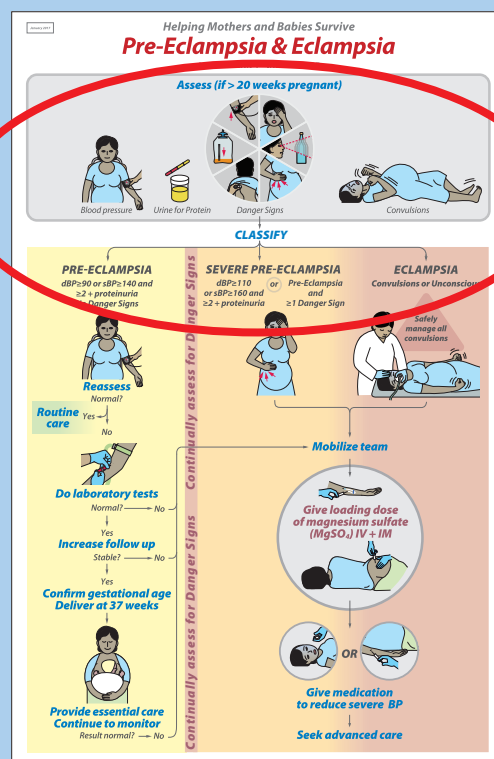 January 2017
Helping Mothers and Babies Survive
Pre-Eclampsia & Eclampsia
Assess (if > 20 weeks pregnant)
Blood pressure
Urine for Protein
Danger Signs
Convulsions
CLASSIFY
PRE-ECLAMPSIA
dBP≥90 or sBP≥140 and
≥2 + proteinuria
Danger Signs
SEVERE PRE-ECLAMPSIA
dBP≥110
or sBP≥160 and
≥2 + proteinuria
or
Pre-Eclampsia
and
≥1 Danger Sign
ECLAMPSIA
Convulsions or Unconscious
Safely
manage all
convulsions
Continually assess for Danger Signs
Continually assess for Danger Signs
Reassess
Normal?
Routine
care
Yes
No
Do laboratory tests
Normal?
No
Yes
Increase follow up
Stable?
No
Yes
Confirm gestational age
Deliver at 37 weeks
Provide essential care
Continue to monitor
Result normal?
No
Mobilize team
Give loading dose
of magnesium sulfate
(MgSO₄) IV + IM
OR
Give medication
to reduce severe BP
Seek advanced care